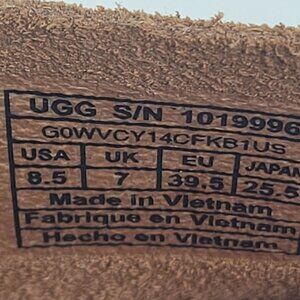 UGG S/N 1019996
G0WVCY14CFKB1US
USA UK EU JAPAN
8.5 7 39.5 25.5
Made in Vietnam
Fabriqué en Vietnam
Hecho en Vietnam